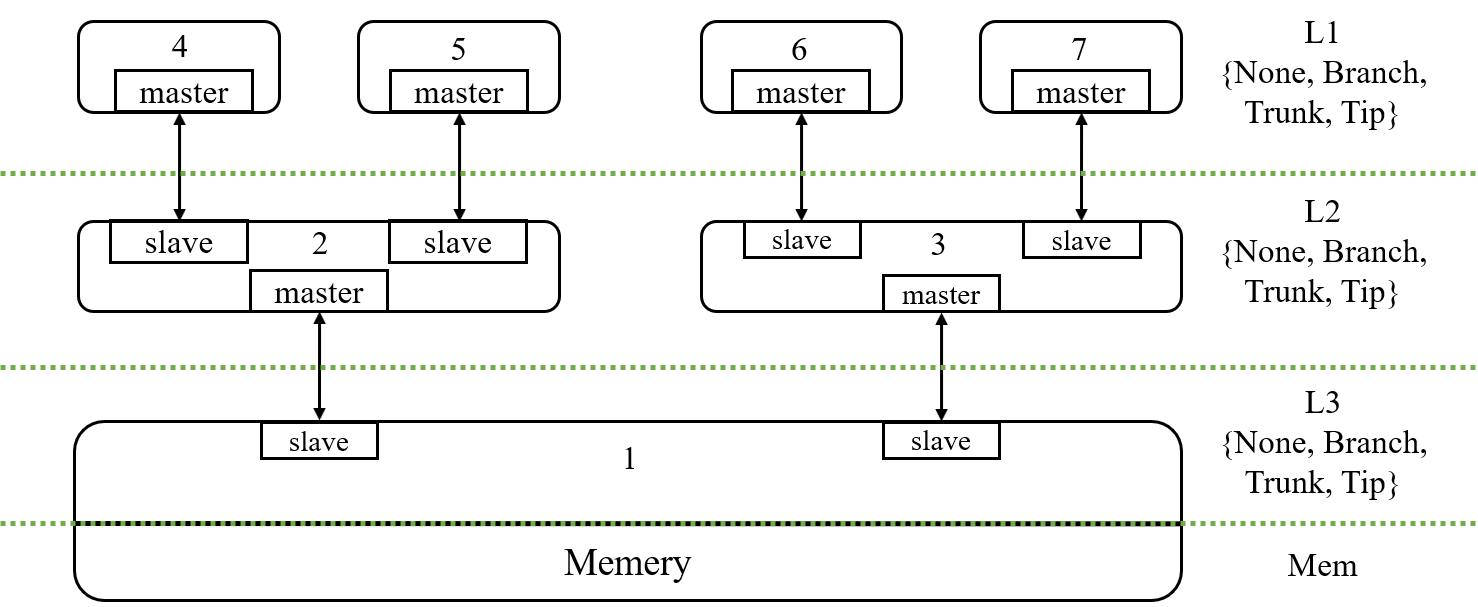 4
5
6
7
master
master
master
master
L1
{None, Branch,
Trunk, Tip}
slave
2
slave
slave
3
slave
master
master
L2
{None, Branch,
Trunk, Tip}
slave
1
slave
L3
{None, Branch,
Trunk, Tip}
Memery
Mem